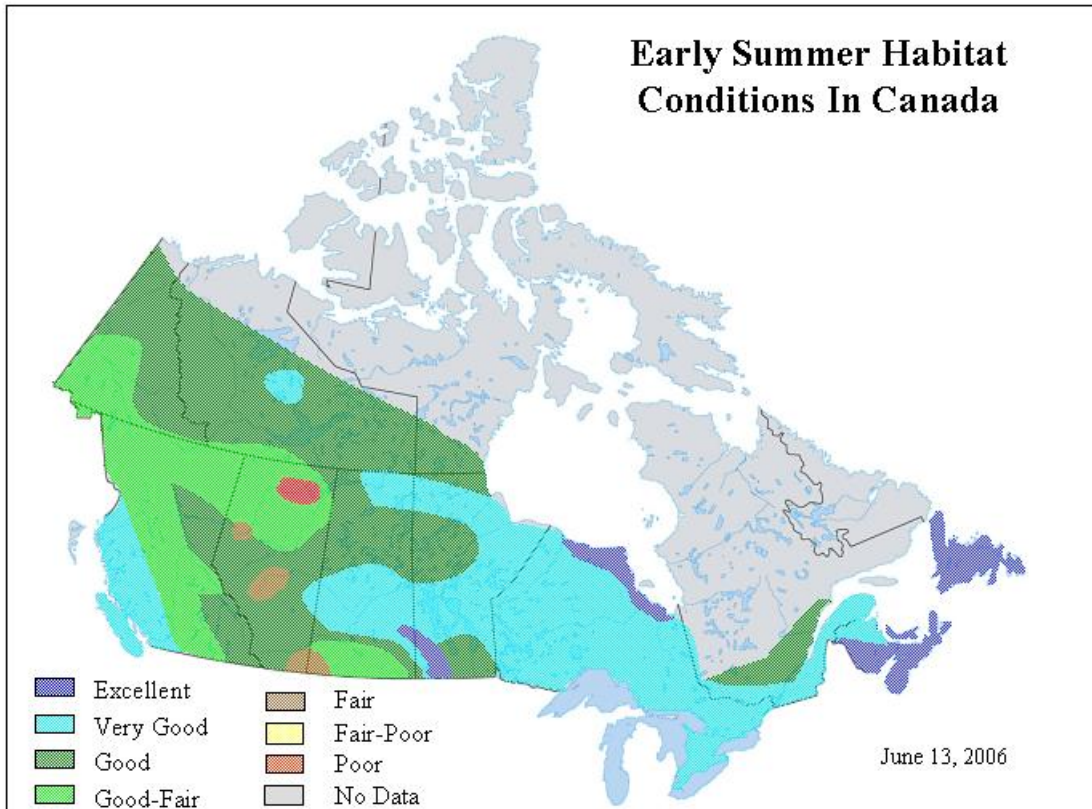 Early Summer Habitat
Conditions In Canada
Excellent
Very Good
Good
Good-Fair
Fair
Fair-Poor
Poor
No Data
June 13, 2006